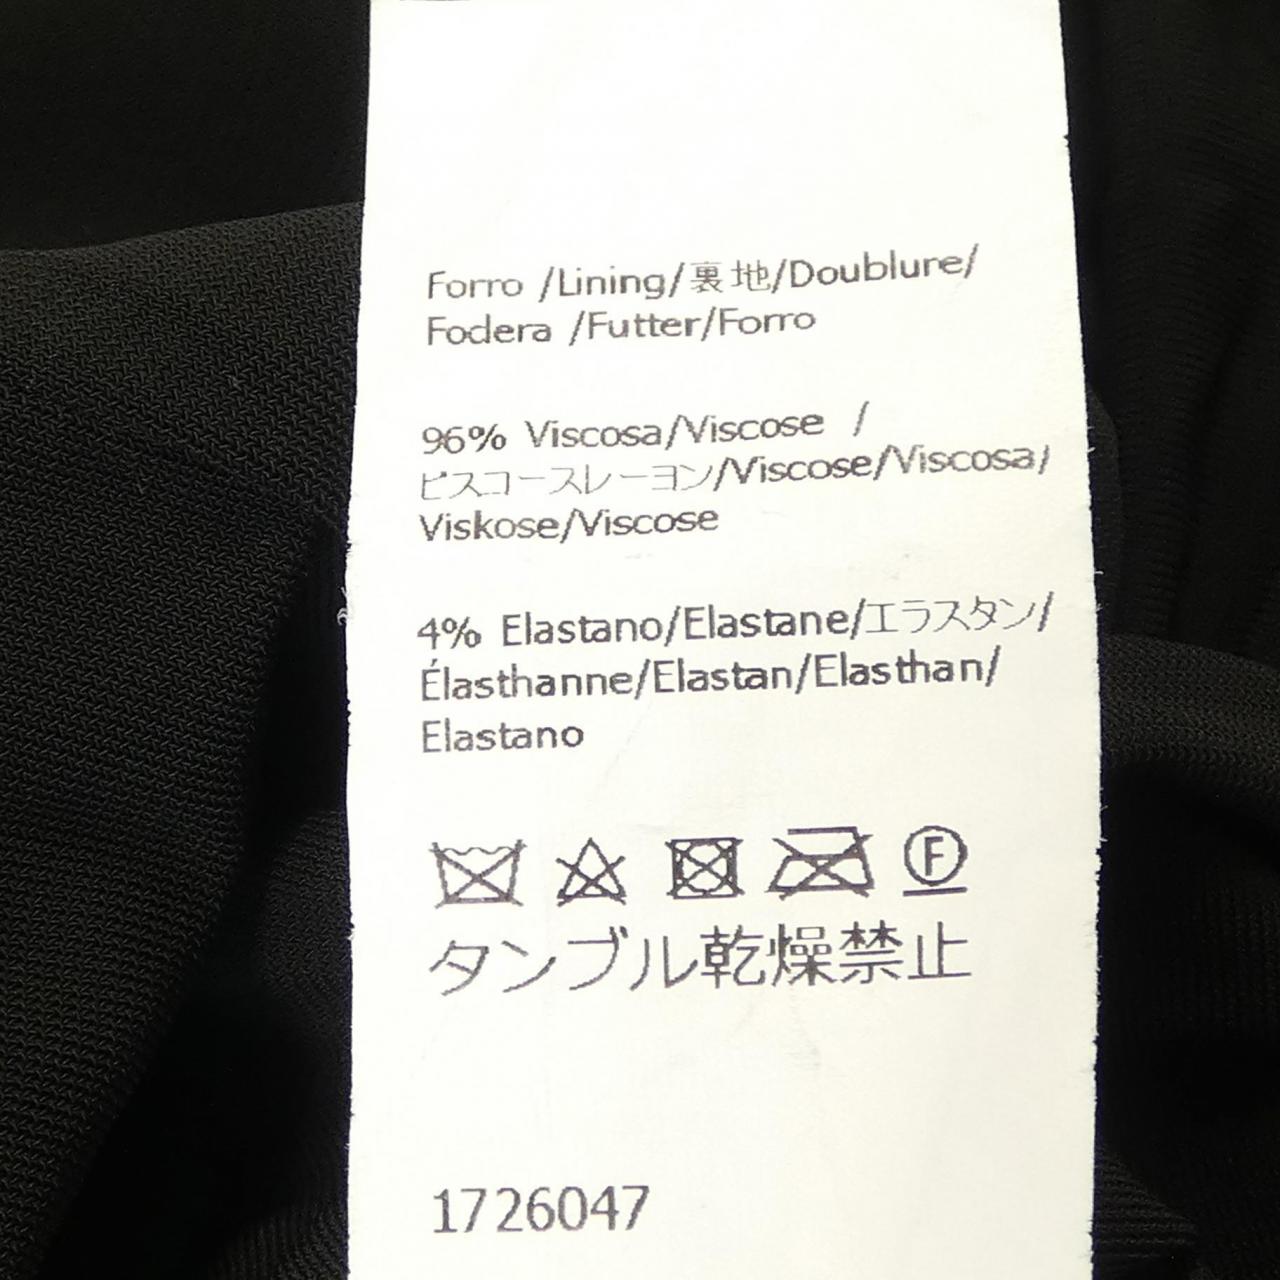 Forro /Lining/裏地/Doublure/
Fodera /Futter/Forro
96% Viscosa/Viscose /
ビスコースレーヨン/Viscose/Viscosa/
Viskose/Viscose
4% Elastano/Elastane/エラスタン/
Élasthanne/Elastan/Elasthan/
Elastano
F
タンブル乾燥禁止
1726047